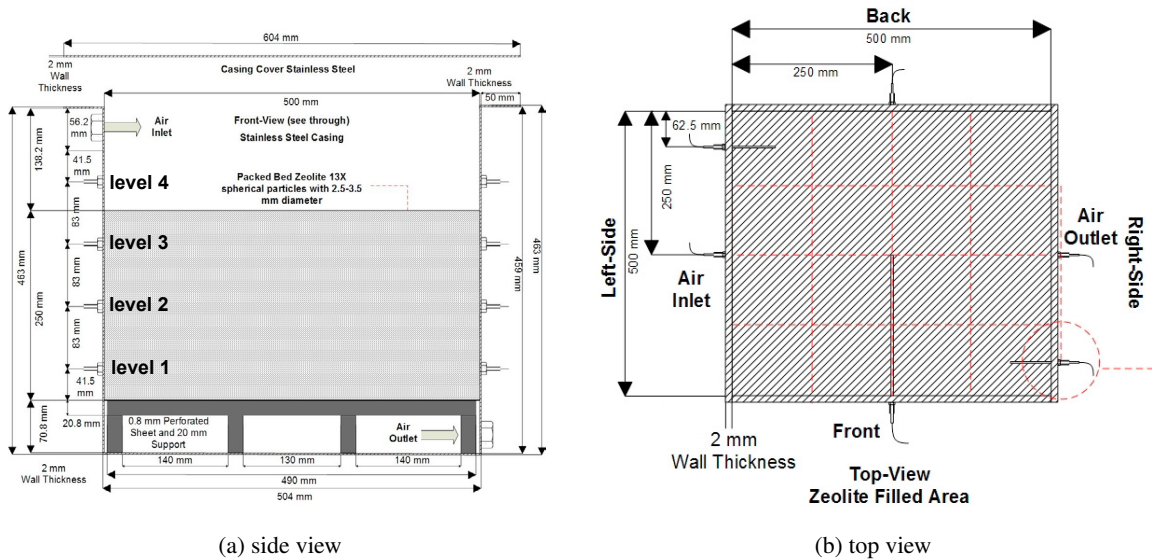 604 mm
2 mm
Wall
Thickness
Casing Cover Stainless Steel
2 mm
Wall Thickness
500 mm
50 mm
56.2
mm
Air
Inlet
Front-View (see through)
Stainless Steel Casing
138.2 mm
41.5
mm
level 4
Packed Bed Zeolite 13X
spherical particles with 2.5-3.5
mm diameter
83 mm
level 3
463 mm
250 mm
83 mm
level 2
459 mm
463 mm
83 mm
level 1
41.5
mm
70.8 mm
20.8 mm
0.8 mm Perforated
Sheet and 20 mm
Support
Air
Outlet
140 mm
130 mm
140 mm
2 mm
Wall Thickness
490 mm
504 mm
(a) side view
Back
500 mm
250 mm
62.5 mm
250 mm
500 mm
Left-Side
Air
Inlet
Air
Outlet
Right-Side
2
mm
Wall Thickness
Front
Top-View
Zeolite Filled Area
(b) top view